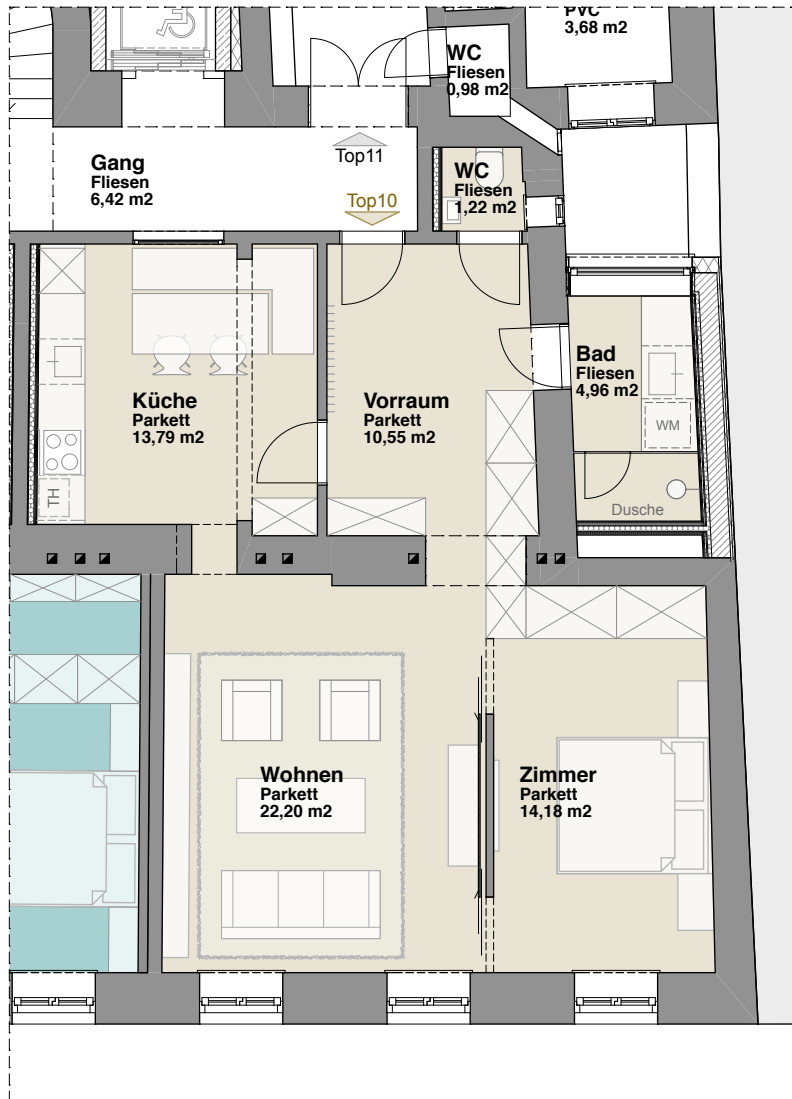 PVC
3,68 m2
WC
Fliesen
0,98 m2
Gang
Fliesen
6,42 m2
Top11
Top10
WC
Fliesen
1,22 m2
Küche
Parkett
13,79 m2
TH
Vorraum
Parkett
10,55 m2
Bad
Fliesen
4,96 m2
WM
Dusche
Wohnen
Parkett
22,20 m2
Zimmer
Parkett
14,18 m2